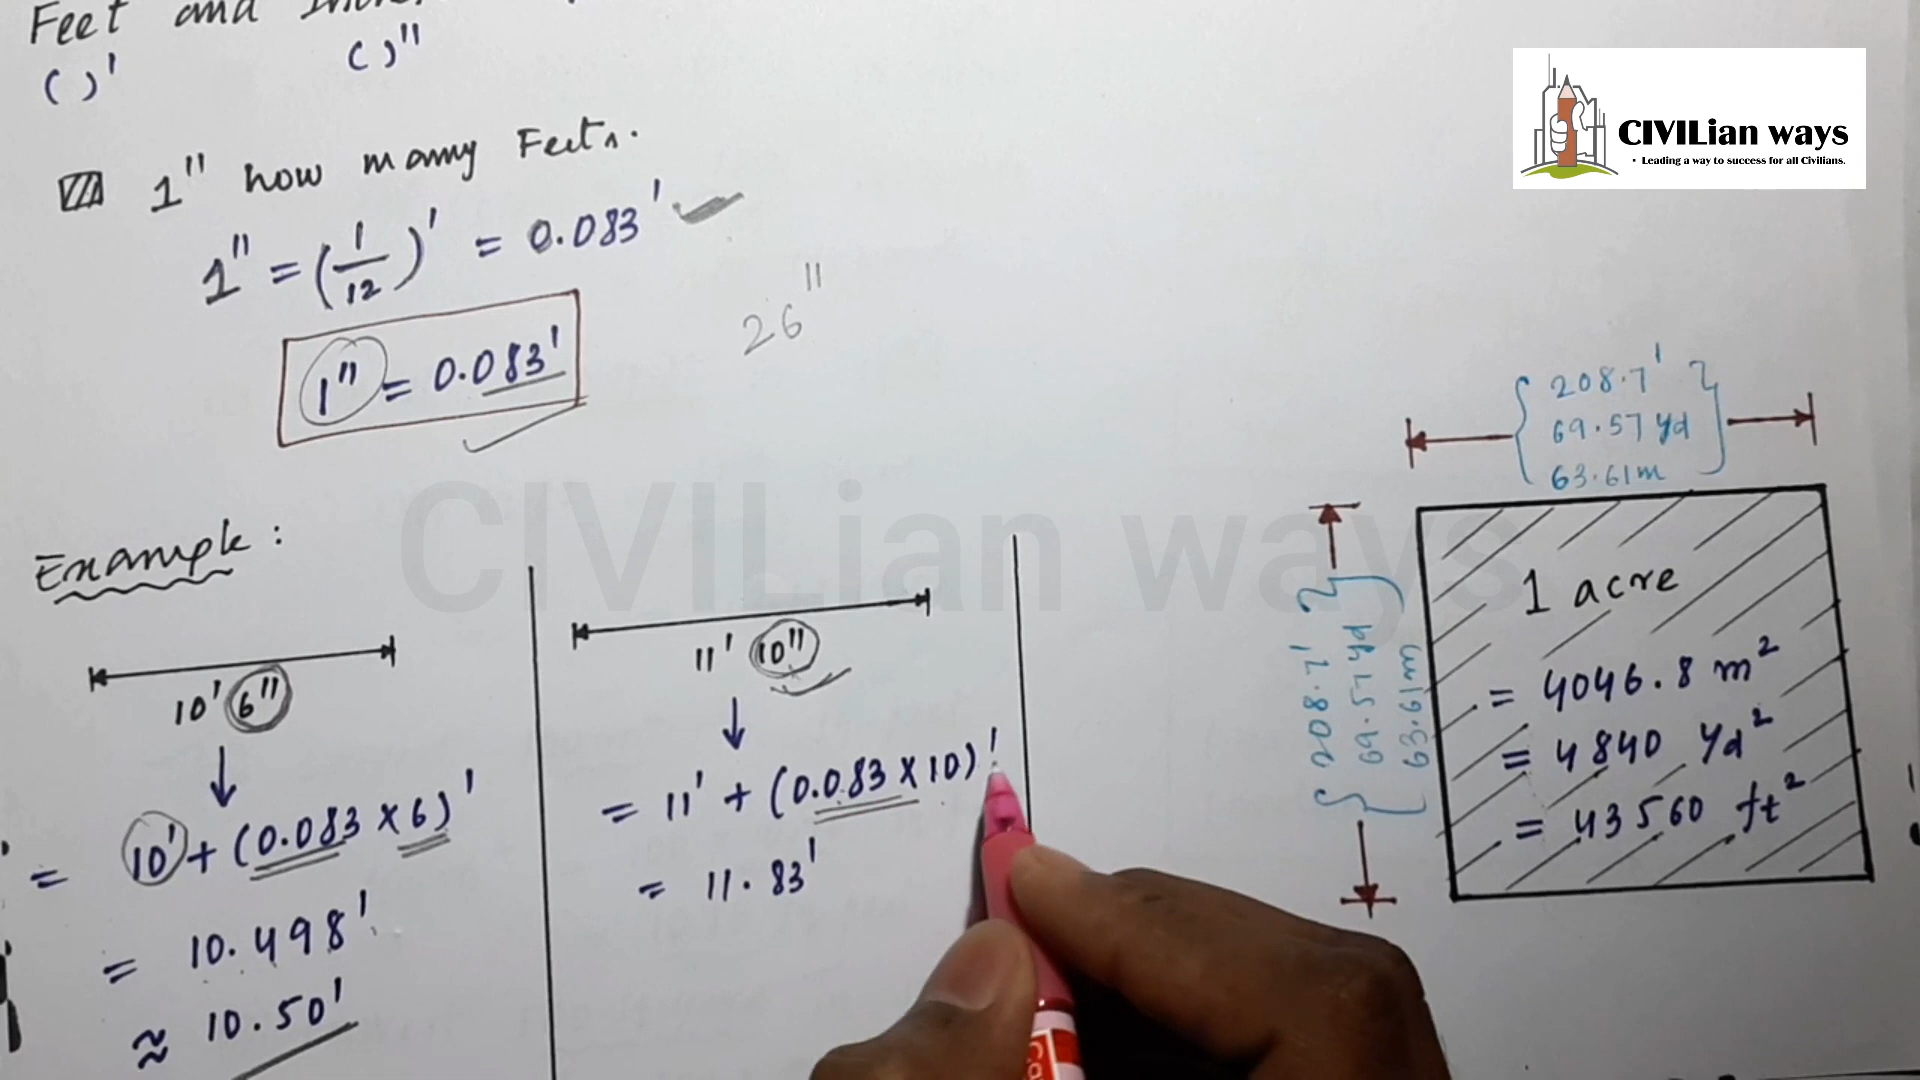 Feet and
( )' ( )"
1" how many Feets.
1" = (1/12)' = 0.083'
1" = 0.083'
26"
Example:
10' 6"
= 10' + (0.083 × 6)'
= 10.498'
≈ 10.50'
11' 10"
= 11' + (0.083 × 10)'
= 11.83'
CIVILian ways
• Leading a way to success for all Civilians.
CIVILian ways
208.7'
69.57 yd
63.61m
208.7'
69.57 yd
63.61m
1 acre
= 4046.8 m²
= 4840 yd²
= 43560 ft²